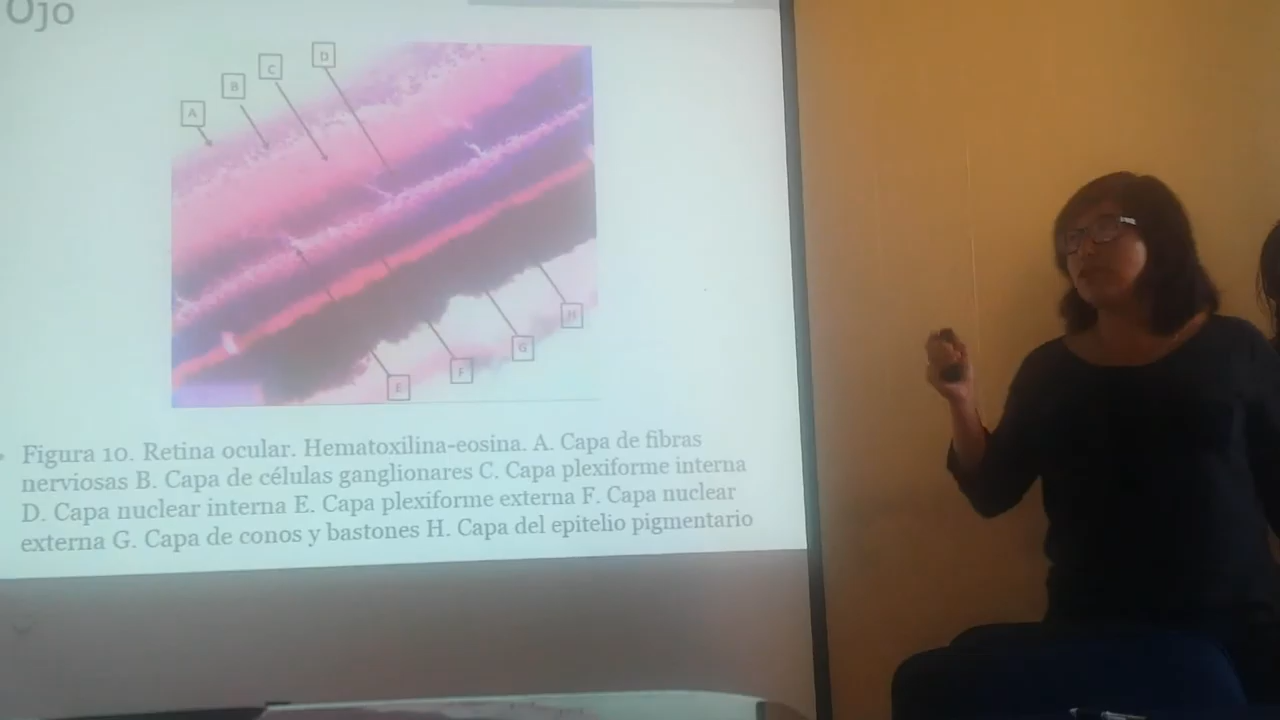 Ojo
A
B
C
D
E
F
G
H
Figura 10. Retina ocular. Hematoxilina-eosina. A. Capa de fibras
nerviosas B. Capa de células ganglionares C. Capa plexiforme interna
D. Capa nuclear interna E. Capa plexiforme externa F. Capa nuclear
externa G. Capa de conos y bastones H. Capa del epitelio pigmentario